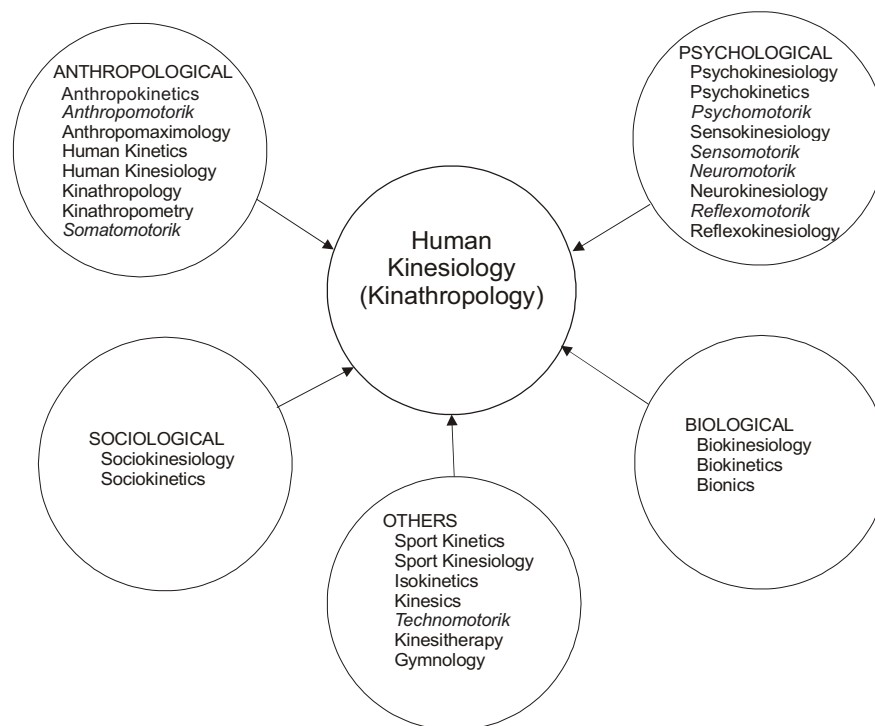 ANTHROPOLOGICAL
Anthropokinetics
Anthropomotorik
Anthropomaximology
Human Kinetics
Human Kinesiology
Kinathropology
Kinathropometry
Somatomotorik
PSYCHOLOGICAL
Psychokinesiology
Psychokinetics
Psychomotorik
Sensokinesiology
Sensomotorik
Neuromotorik
Neurokinesiology
Reflexomotorik
Reflexokinesiology
Human
Kinesiology
(Kinathropology)
SOCIOLOGICAL
Sociokinesiology
Sociokinetics
BIOLOGICAL
Biokinesiology
Biokinetics
Bionics
OTHERS
Sport Kinetics
Sport Kinesiology
Isokinetics
Kinesics
Technomotorik
Kinesitherapy
Gymnology